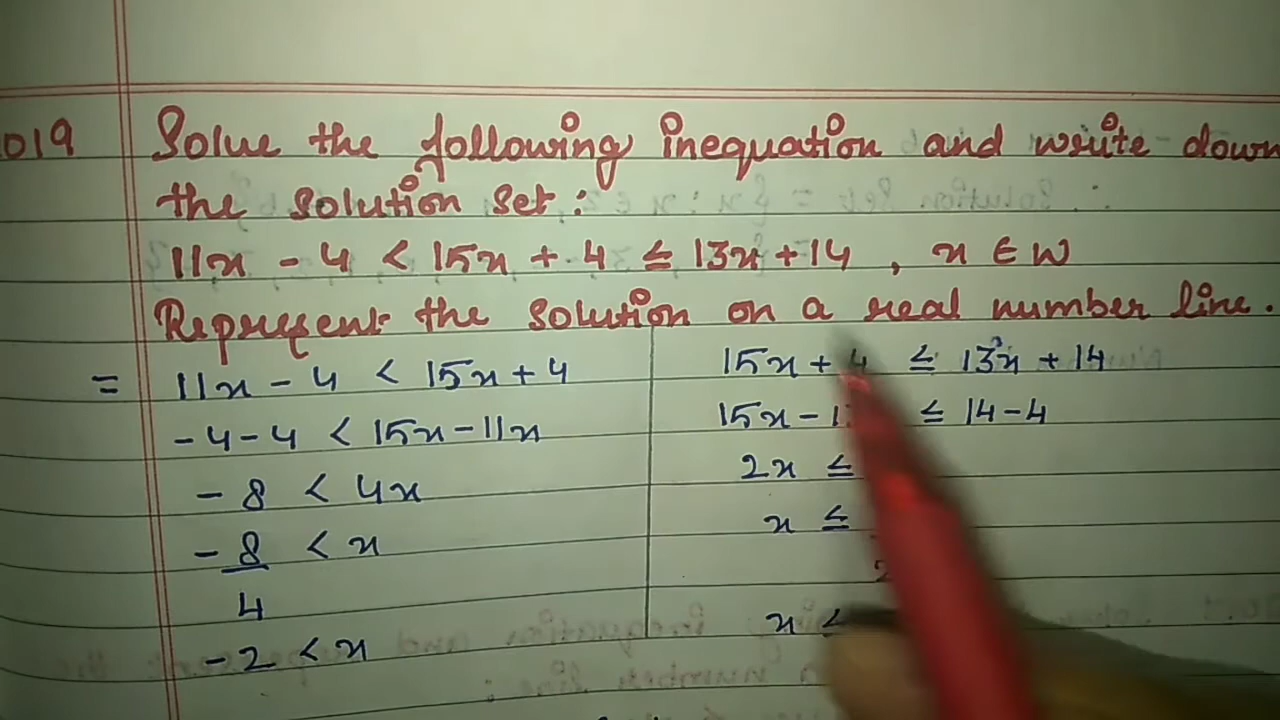 019 Solve the following inequation and write down
the solution set :
11x - 4 < 15x + 4 ≤ 13x + 14 , x ∈ W
Represent the solution on a real number line.
= 11x - 4 < 15x + 4
- 4 - 4 < 15x - 11x
- 8 < 4x
- 8 < x
4
- 2 < x
15x + 4 ≤ 13x + 14
15x - 1 ≤ 14 - 4
2x ≤
x ≤
2
x ≤